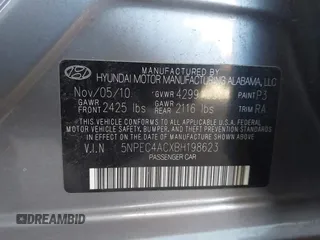 MANUFACTURED BY
HYUNDAI MOTOR MANUFACTURING ALABAMA, LLC
Nov/05/10 GVWR 4299 PAINT P3
GAWR FRONT 2425 lbs GAWR REAR 2116 lbs TRIM RA
THIS VEHICLE CONFORMS TO ALL APPLICABLE
U.S. FEDERAL MOTOR VEHICLE SAFETY, BUMPER,
AND THEFT PREVENTION STANDARDS IN EFFECT ON
THE DATE OF MANUFACTURE SHOWN ABOVE.
V.I.N 5NPEC4ACXBH198623
PASSENGER CAR
DREAMBID